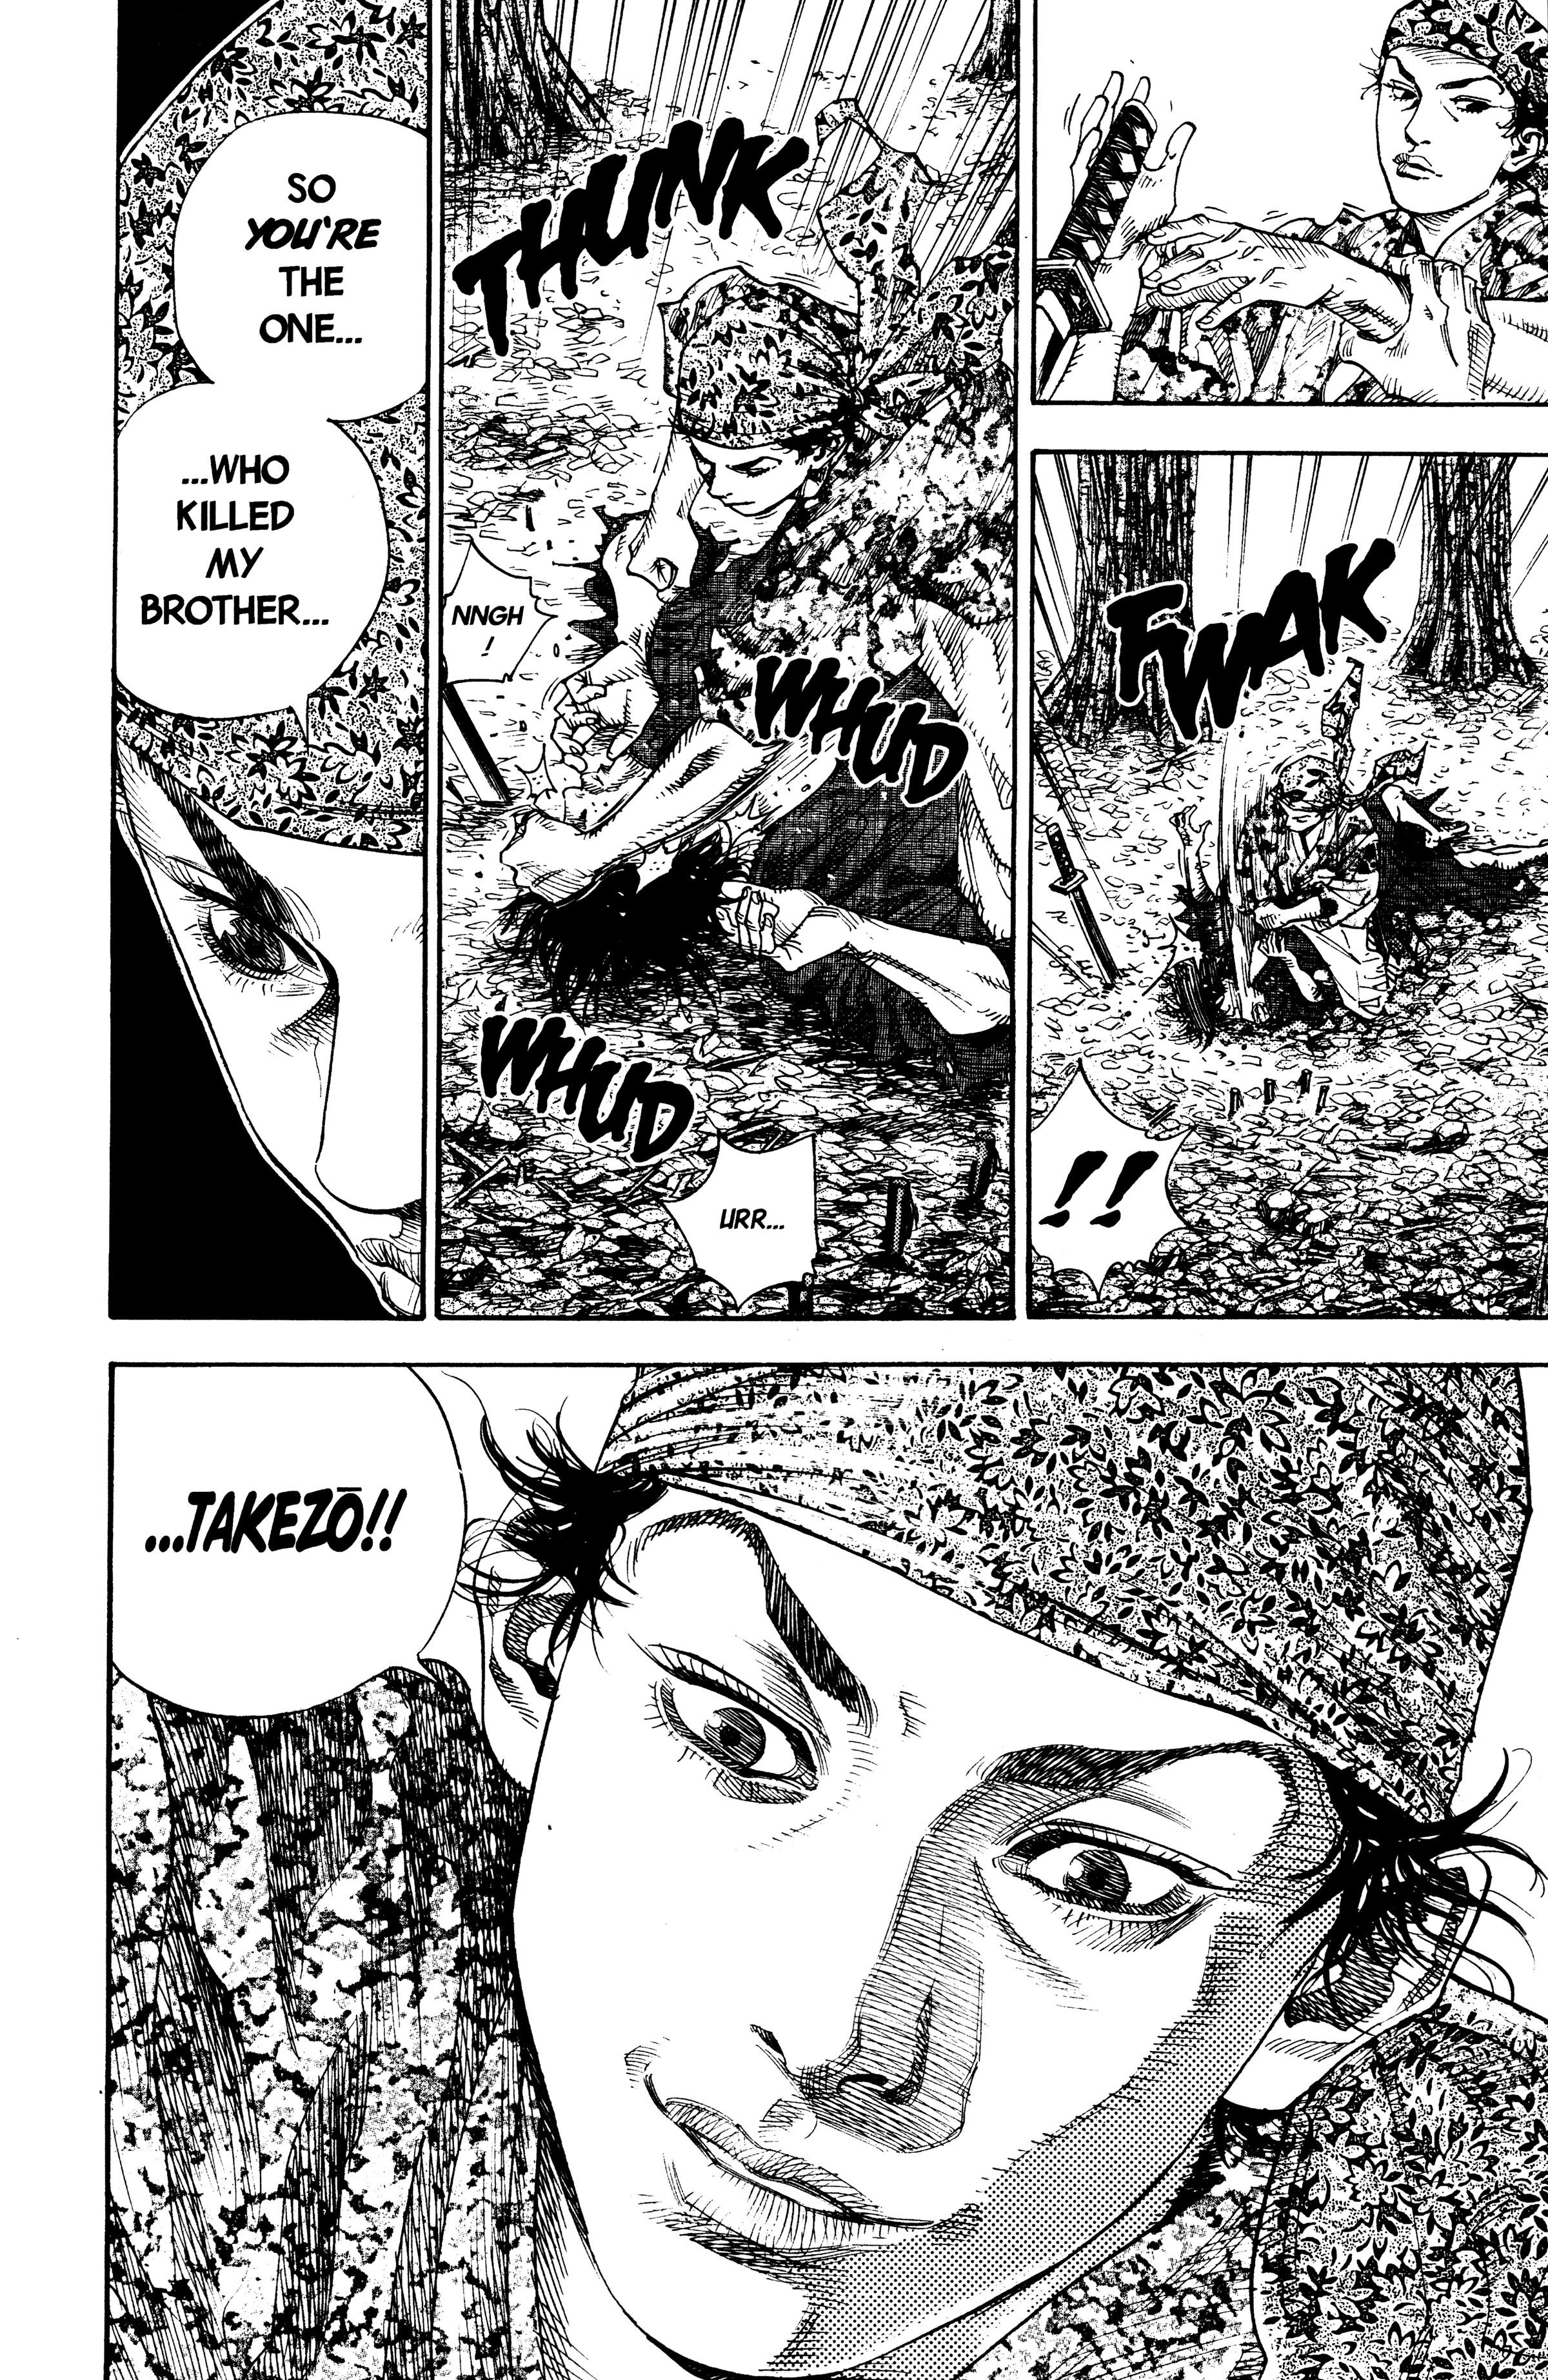 FWAK
!!
THUNK
NNGH
!
WHUD
WHUD
URR...
SO
YOU'RE
THE
ONE...
...WHO
KILLED
MY
BROTHER...
...TAKEZŌ!!